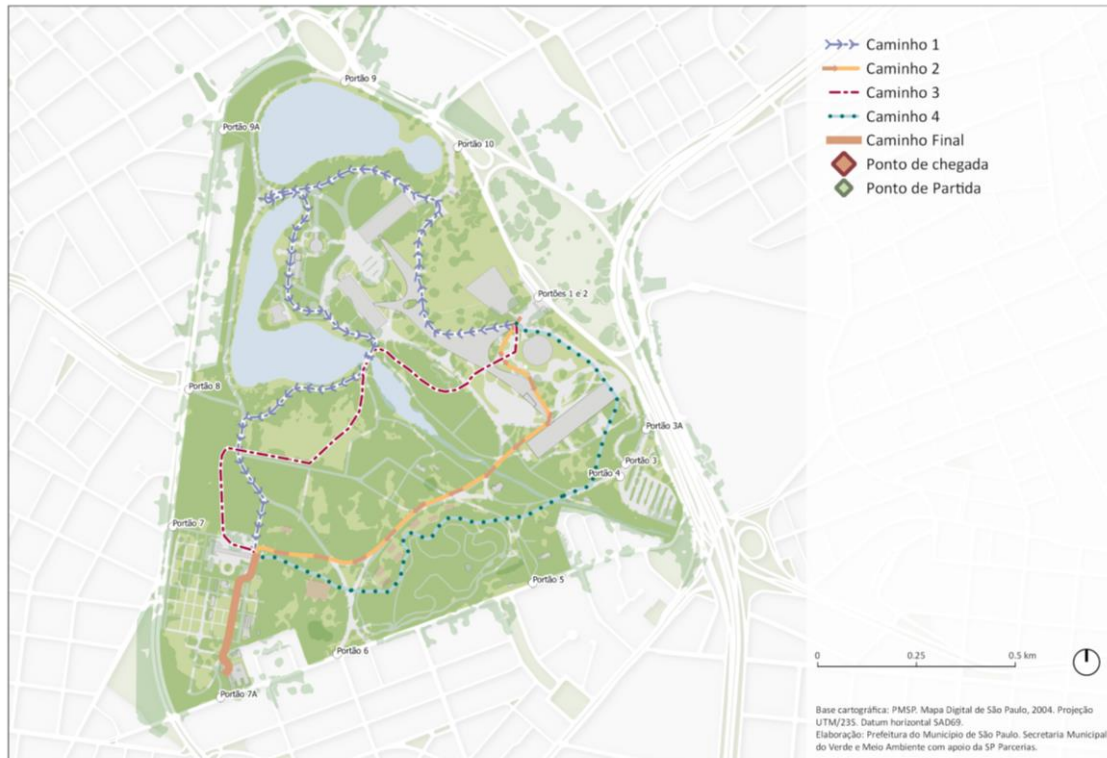 Caminho 1
Caminho 2
Caminho 3
Caminho 4
Caminho Final
Ponto de chegada
Ponto de Partida
Portão 9
Portão 9A
Portão 10
Portões 1 e 2
Portão 8
Portão 3A
Portão 3
Portão 4
Portão 7
Portão 5
Portão 6
Portão 7A
0 0.25 0.5 km
Base cartográfica: PMSP. Mapa Digital de São Paulo, 2004. Projeção
UTM/23S. Datum horizontal SAD69.
Elaboração: Prefeitura do Município de São Paulo. Secretaria Municipal
do Verde e Meio Ambiente com apoio da SP Parcerias.